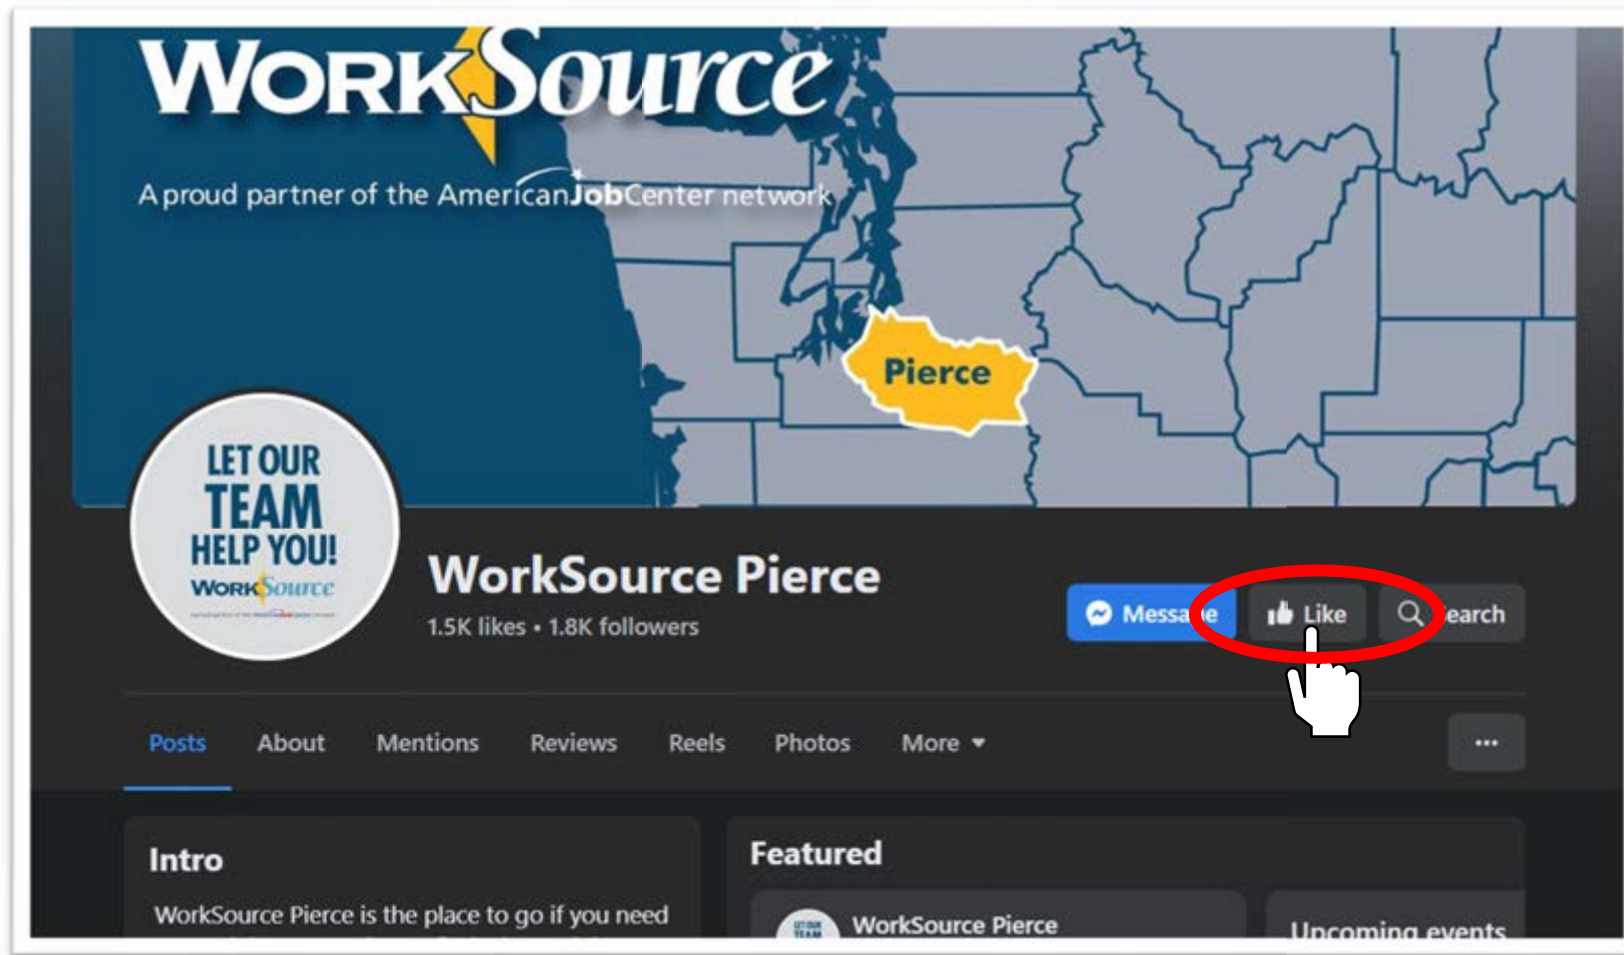 WORKSource
A proud partner of the AmericanJobCenter network
Pierce
LET OUR
TEAM
HELP YOU!
WORKSource
WorkSource Pierce
1.5K likes • 1.8K followers
Message Like Search
Posts About Mentions Reviews Reels Photos More
Intro
WorkSource Pierce is the place to go if you need
Featured
WorkSource Pierce
Upcoming events